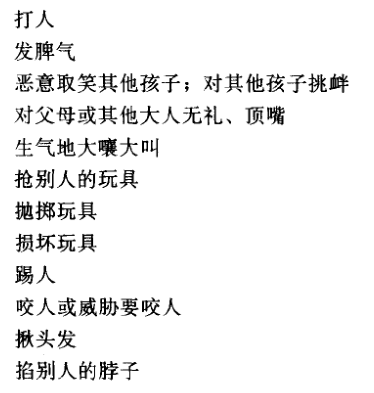 打人
发脾气
恶意取笑其他孩子；对其他孩子挑衅
对父母或其他大人无礼、顶嘴
生气地大嚷大叫
抢别人的玩具
抛掷玩具
损坏玩具
踢人
咬人或威胁要咬人
揪头发
掐别人的脖子